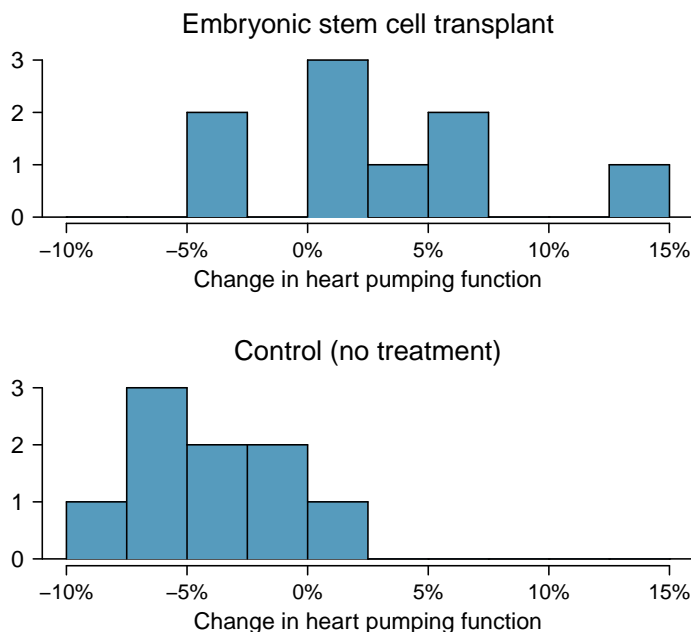 Embryonic stem cell transplant
3
2
1
0
−10% −5% 0% 5% 10% 15%
Change in heart pumping function
Control (no treatment)
3
2
1
0
−10% −5% 0% 5% 10% 15%
Change in heart pumping function